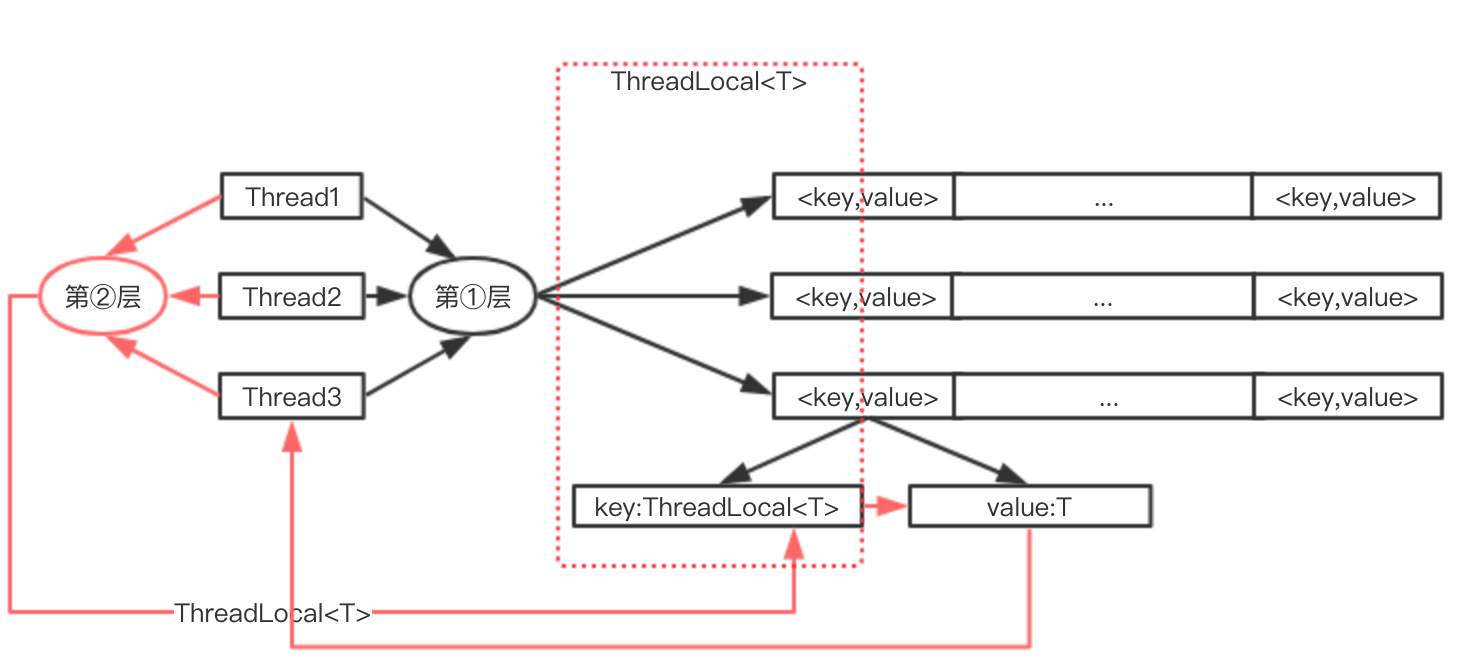 ThreadLocal<T>
Thread1
<key,value>
...
<key,value>
第②层
Thread2
第①层
<key,value>
...
<key,value>
Thread3
<key,value>
...
<key,value>
key:ThreadLocal<T>
value:T
ThreadLocal<T>